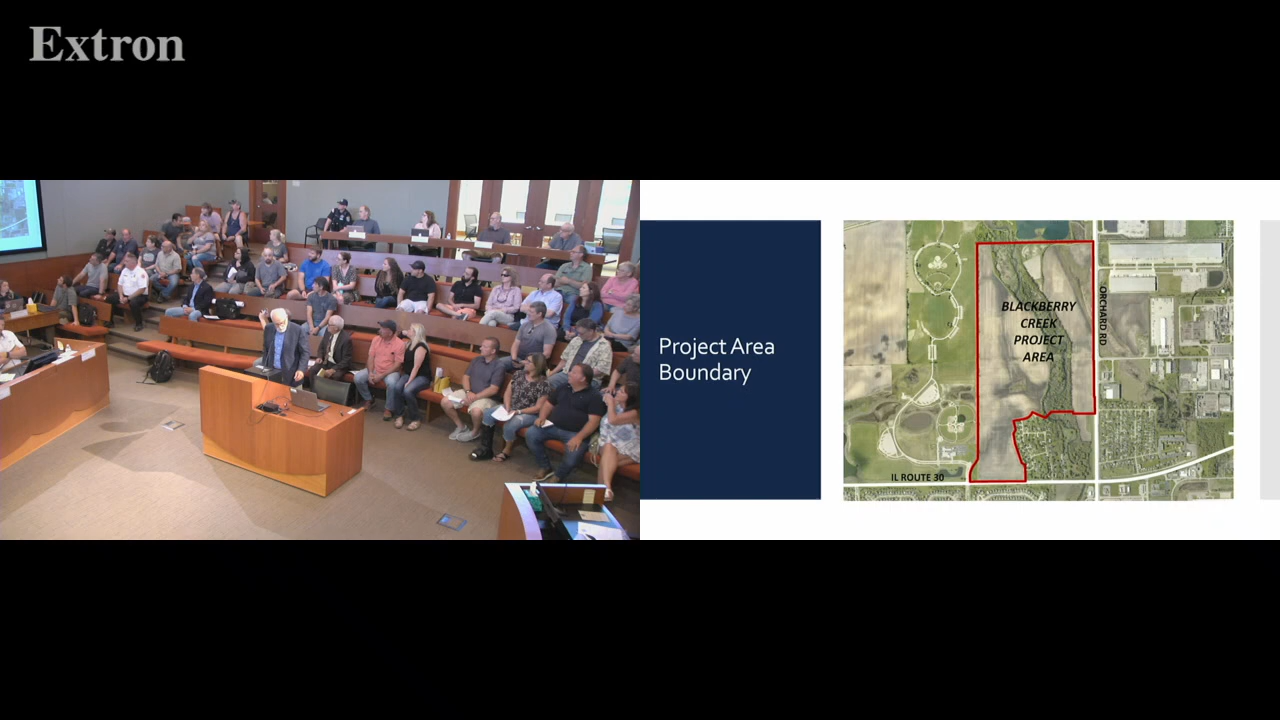 Extron
Project Area
Boundary
BLACKBERRY
CREEK
PROJECT
AREA
ORCHARD RD
IL ROUTE 30